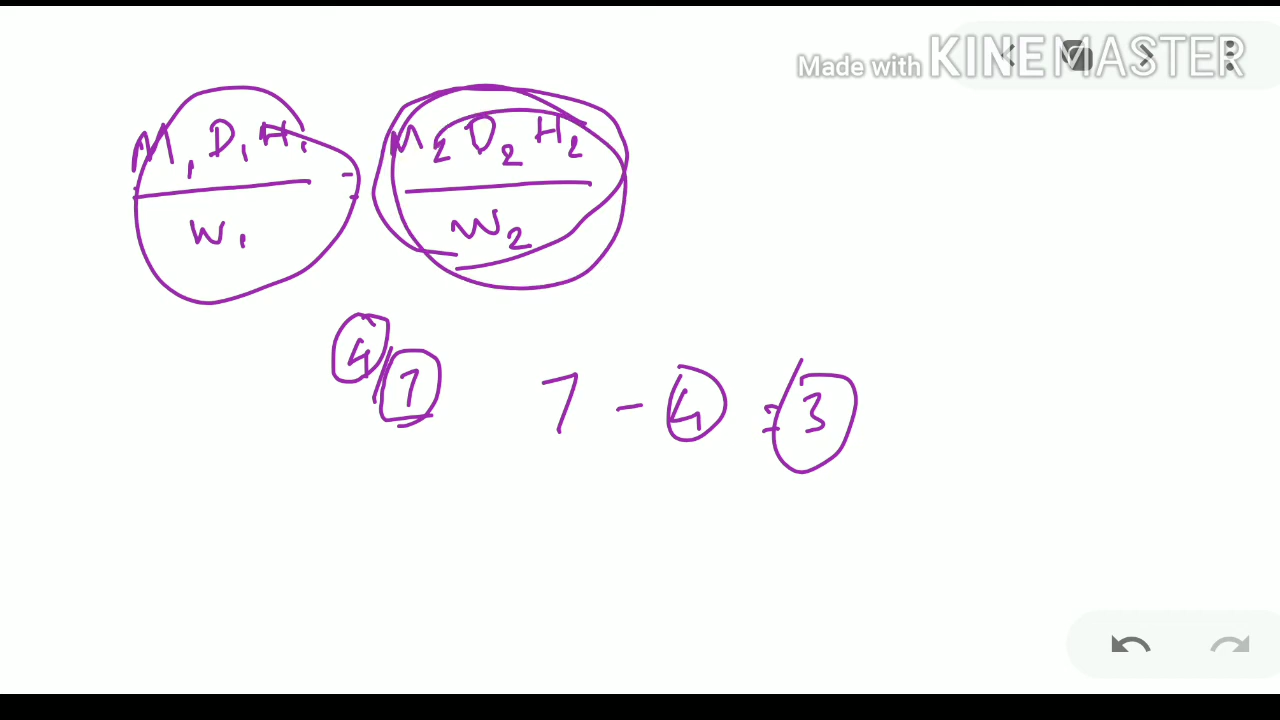 Made with KINEMASTER
M₁ D₁ H₁ = M₂ D₂ H₂
W₁ W₂
4/7 7 - 4 = 3